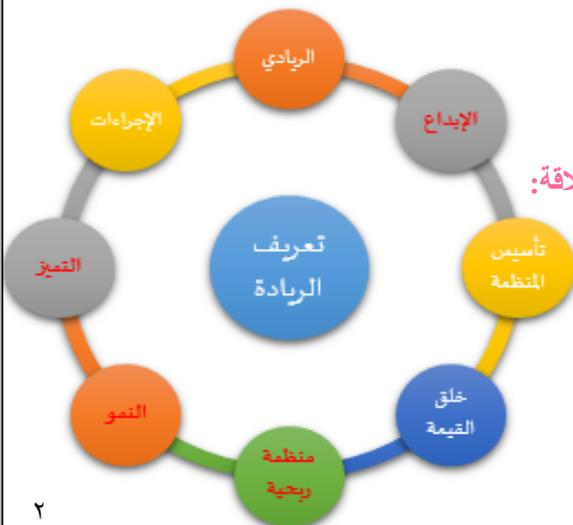 الريادي
الإبداع
تأسيس
المنظمة
خلق
القيمة
منظمة
ربحية
النمو
التميز
الإجراءات
تعريف
الريادة
٢